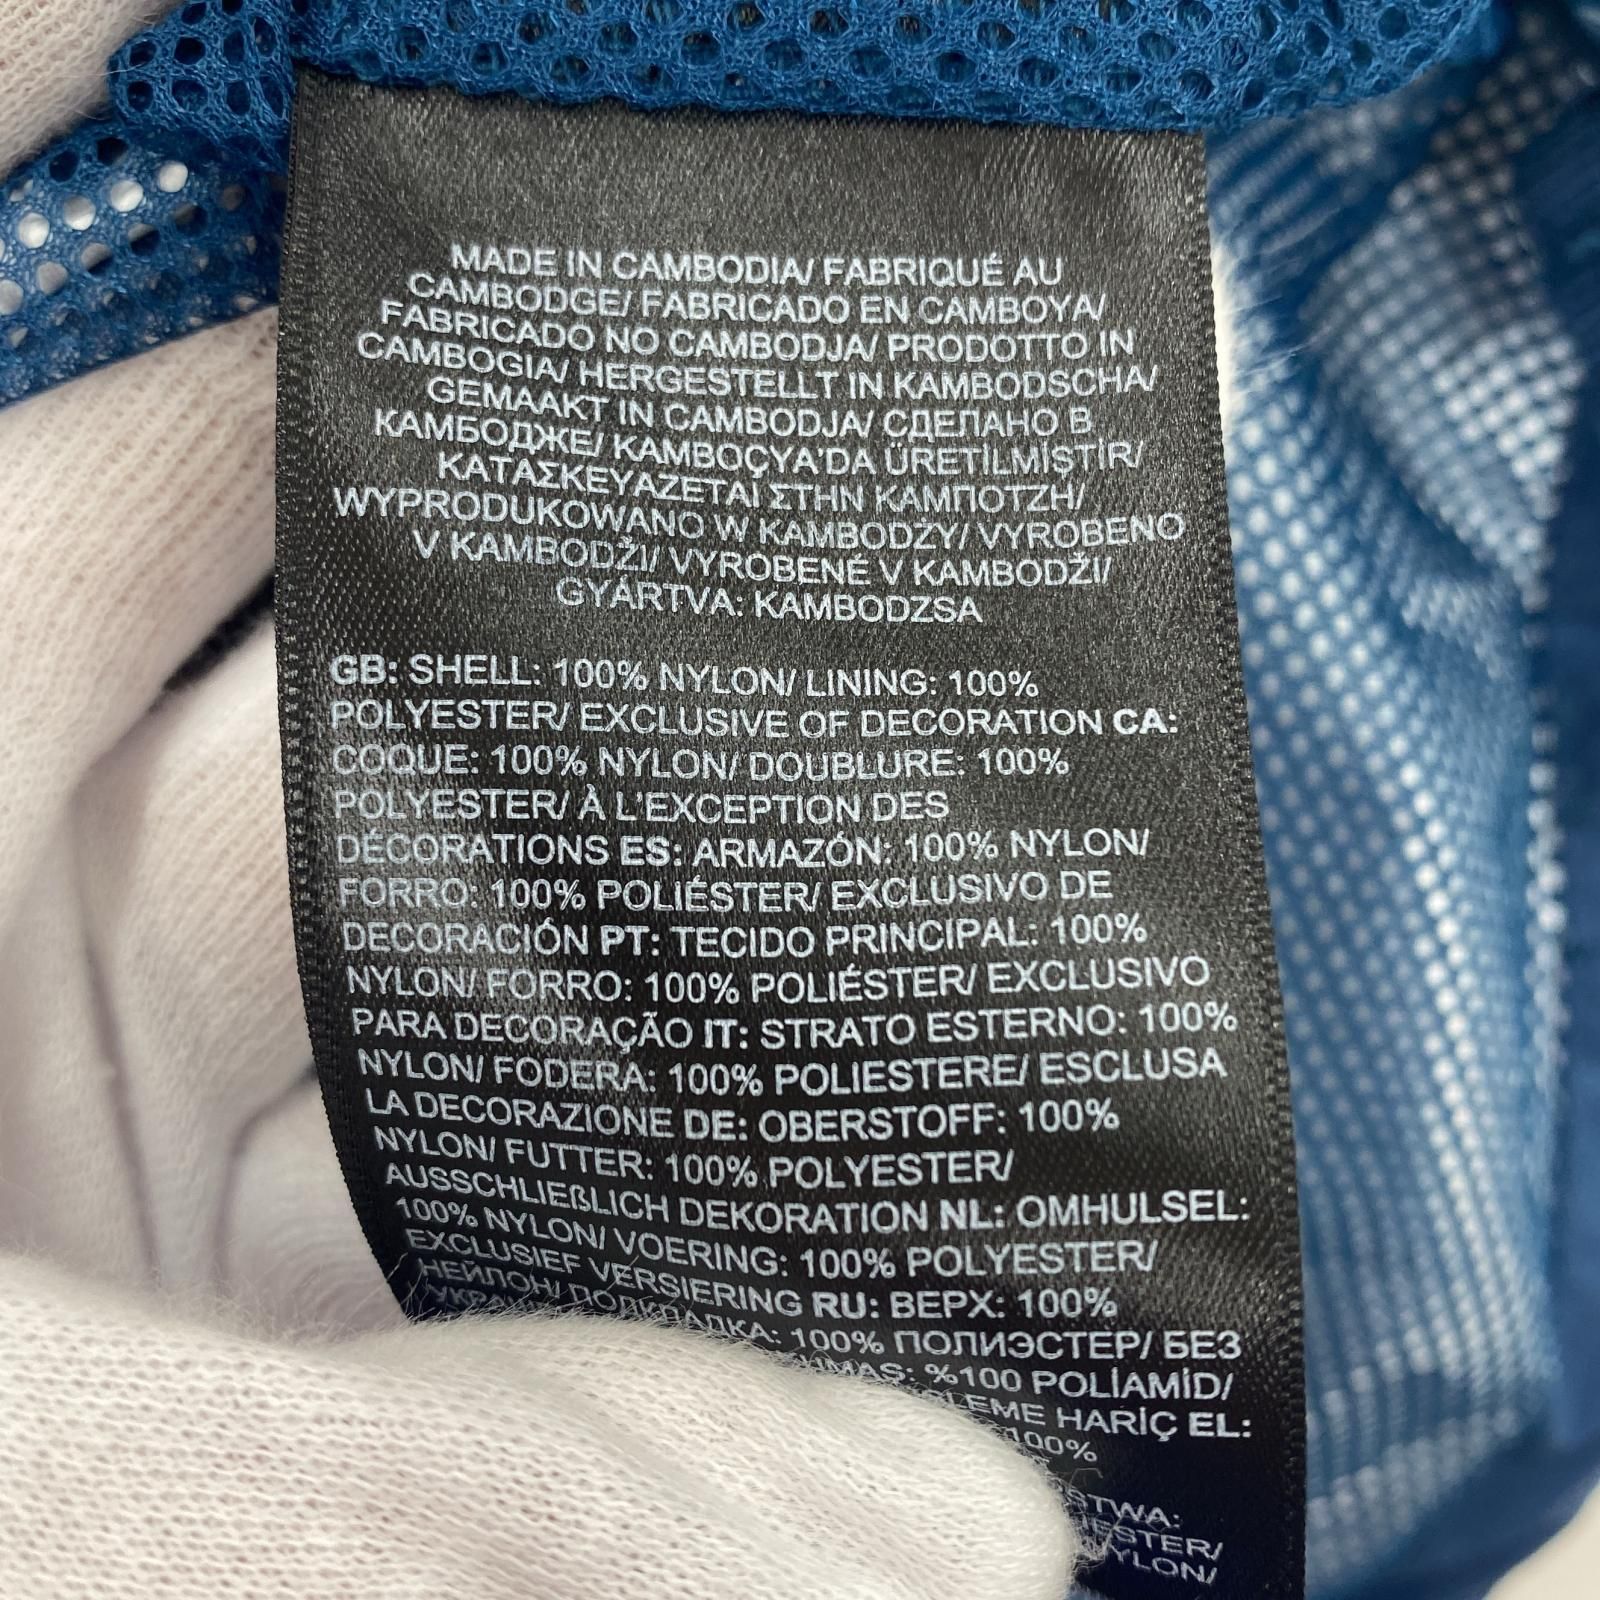 MADE IN CAMBODIA/ FABRIQUÉ AU
CAMBODGE/ FABRICADO EN CAMBOYA/
FABRICADO NO CAMBODJA/ PRODOTTO IN
CAMBOGIA/ HERGESTELLT IN KAMBODSCHA/
GEMAAKT IN CAMBODJA/ СДЕЛАНО В
КАМБОДЖЕ/ KAMBOÇYA'DA ÜRETİLMİŞTİR/
ΚΑΤΑΣΚΕΥΑΖΕΤΑΙ ΣΤΗΝ ΚΑΜΠΟΤΖΗ/
WYPRODUKOWANO W KAMBODŻY/ VYROBENO
V KAMBODŽI/ VYROBENÉ V KAMBODŽI/
GYÁRTVA: KAMBODZSA
GB: SHELL: 100% NYLON/ LINING: 100%
POLYESTER/ EXCLUSIVE OF DECORATION CA:
COQUE: 100% NYLON/ DOUBLURE: 100%
POLYESTER/ À L'EXCEPTION DES
DÉCORATIONS ES: ARMAZÓN: 100% NYLON/
FORRO: 100% POLIÉSTER/ EXCLUSIVO DE
DECORACIÓN PT: TECIDO PRINCIPAL: 100%
NYLON/ FORRO: 100% POLIÉSTER/ EXCLUSIVO
PARA DECORAÇÃO IT: STRATO ESTERNO: 100%
NYLON/ FODERA: 100% POLIESTERE/ ESCLUSA
LA DECORAZIONE DE: OBERSTOFF: 100%
NYLON/ FUTTER: 100% POLYESTER/
AUSSCHLIEßLICH DEKORATION NL: OMHULSEL:
100% NYLON/ VOERING: 100% POLYESTER/
EXCLUSIEF VERSIERING RU: ВЕРХ: 100%
НЕЙЛОН/ ПОДКЛАДКА: 100% ПОЛИЭСТЕР/ БЕЗ
%100 POLİAMİD/
HARİÇ EL:
100%